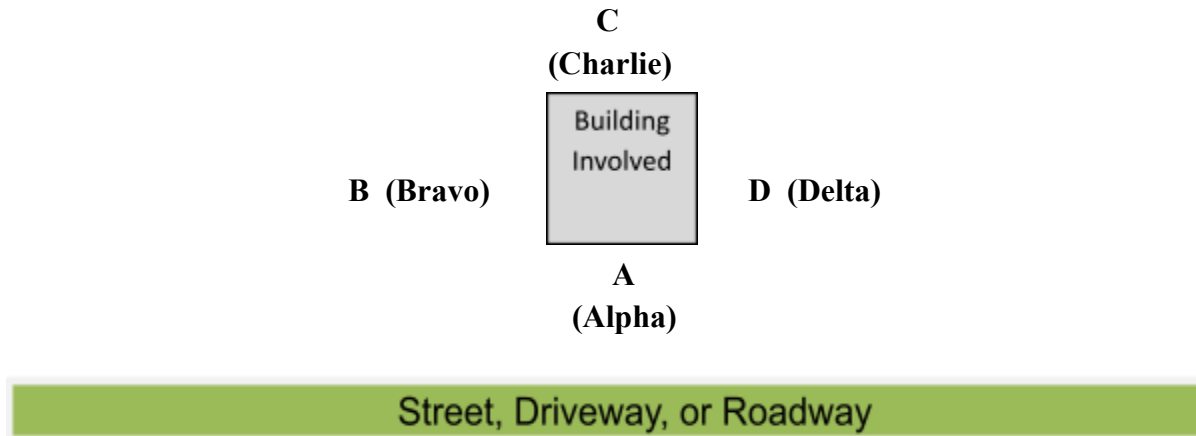 C
(Charlie)
Building
Involved
B (Bravo)
D (Delta)
A
(Alpha)
Street, Driveway, or Roadway